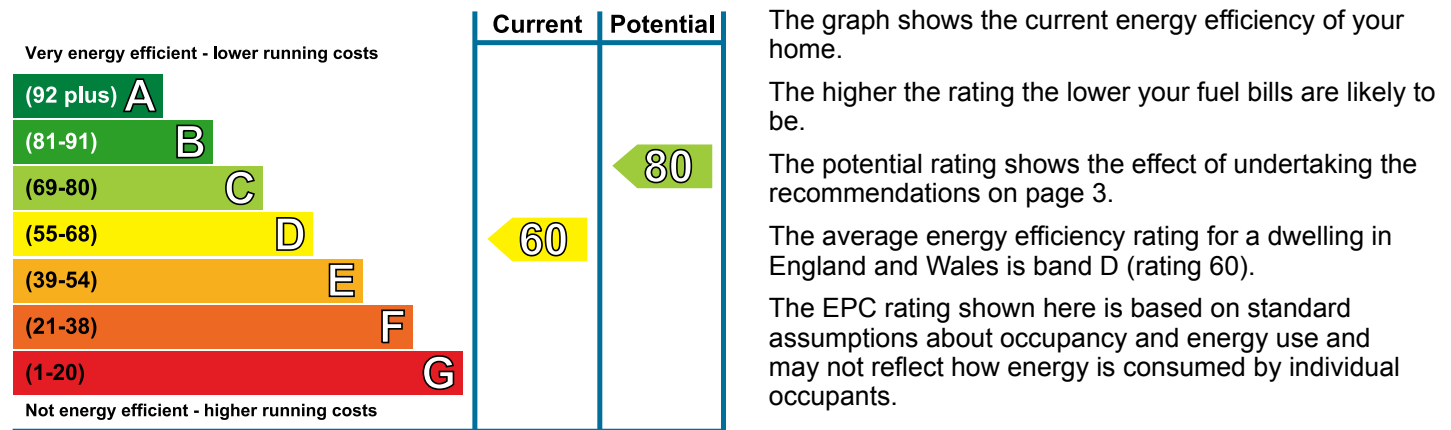 Current Potential
Very energy efficient - lower running costs
(92 plus) A
(81-91) B
(69-80) C
(55-68) D
(39-54) E
(21-38) F
(1-20) G
80
60
Not energy efficient - higher running costs
The graph shows the current energy efficiency of your
home.
The higher the rating the lower your fuel bills are likely to
be.
The potential rating shows the effect of undertaking the
recommendations on page 3.
The average energy efficiency rating for a dwelling in
England and Wales is band D (rating 60).
The EPC rating shown here is based on standard
assumptions about occupancy and energy use and
may not reflect how energy is consumed by individual
occupants.